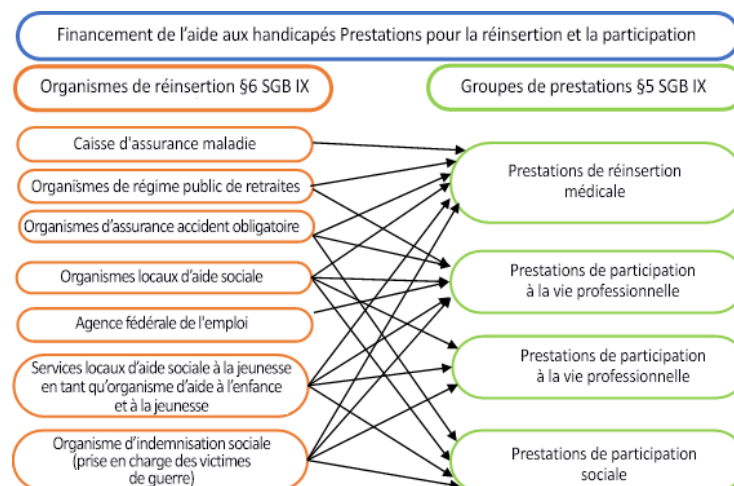 Financement de l'aide aux handicapés Prestations pour la réinsertion et la participation
Organismes de réinsertion §6 SGB IX
Groupes de prestations §5 SGB IX
Caisse d'assurance maladie
Organismes de régime public de retraites
Organismes d'assurance accident obligatoire
Organismes locaux d'aide sociale
Agence fédérale de l'emploi
Services locaux d'aide sociale à la jeunesse
en tant qu'organisme d'aide à l'enfance
et à la jeunesse
Organisme d'indemnisation sociale
(prise en charge des victimes
de guerre)
Prestations de réinsertion
médicale
Prestations de participation
à la vie professionnelle
Prestations de participation
à la vie professionnelle
Prestations de participation
sociale